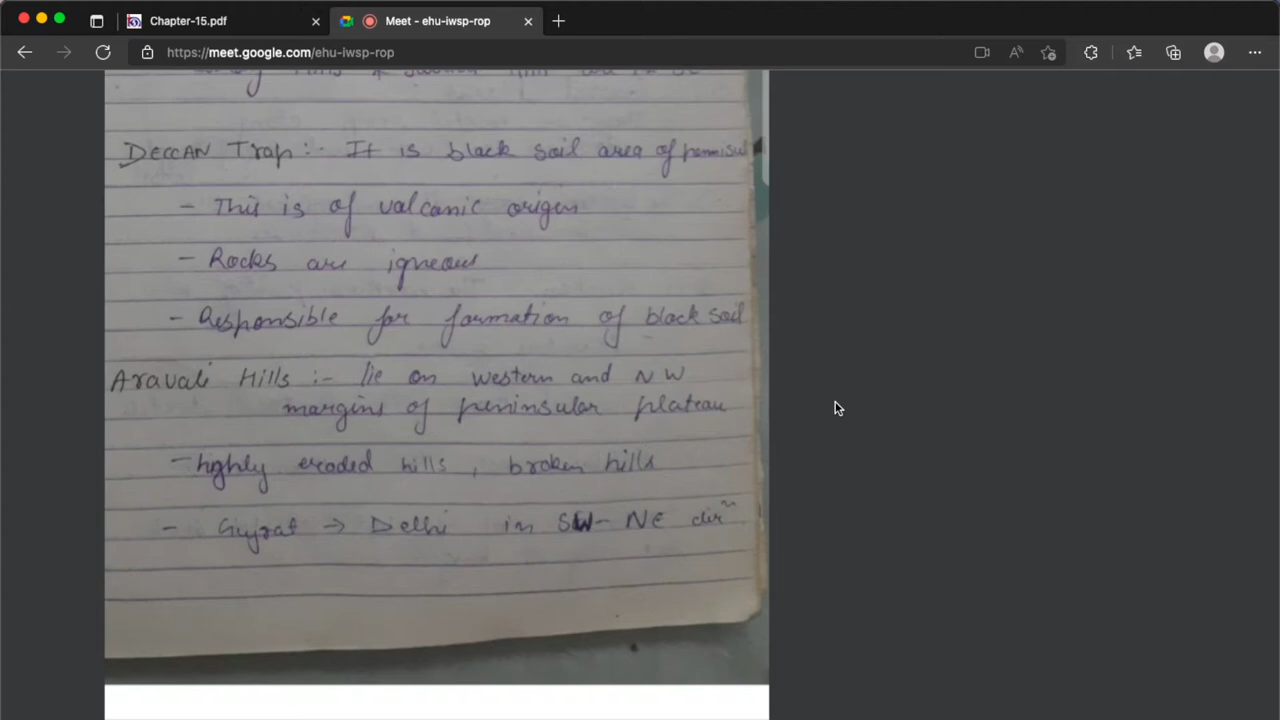 Chapter-15.pdf
Meet - ehu-iwsp-rop
https://meet.google.com/ehu-iwsp-rop
DECCAN Trap :- It is black soil area of
- This is of valcanic origin
- Rocks are igneous
- Responsible for formation of black soil
Aravali Hills :- lie on western and NW
margins of peninsular plateau
- highly eroded hills, broken hills
- Gujrat → Delhi in SW- NE dirⁿ